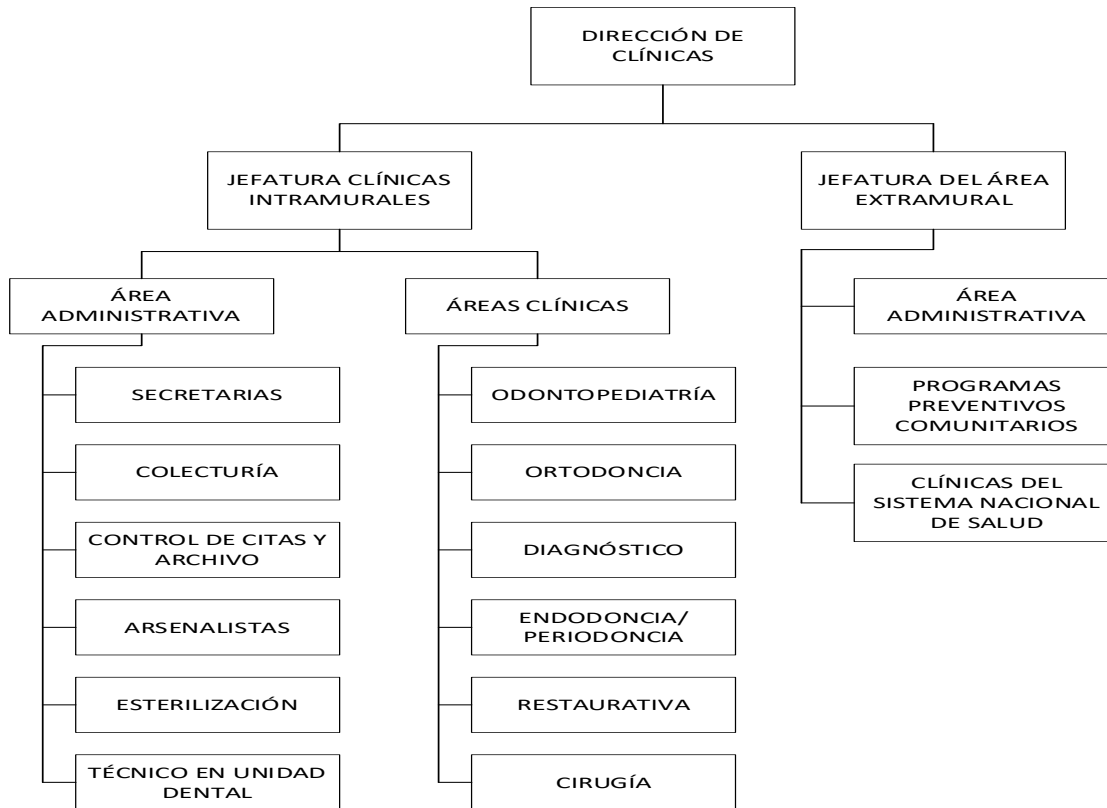 DIRECCIÓN DE
CLÍNICAS
JEFATURA CLÍNICAS
INTRAMURALES
JEFATURA DEL ÁREA
EXTRAMURAL
ÁREA
ADMINISTRATIVA
ÁREAS CLÍNICAS
ÁREA
ADMINISTRATIVA
SECRETARIAS
ODONTOPEDIATRÍA
PROGRAMAS
PREVENTIVOS
COMUNITARIOS
COLECTURÍA
ORTODONCIA
CLÍNICAS DEL
SISTEMA NACIONAL
DE SALUD
CONTROL DE CITAS Y
ARCHIVO
DIAGNÓSTICO
ARSENALISTAS
ENDODONCIA/
PERIODONCIA
ESTERILIZACIÓN
RESTAURATIVA
TÉCNICO EN UNIDAD
DENTAL
CIRUGÍA